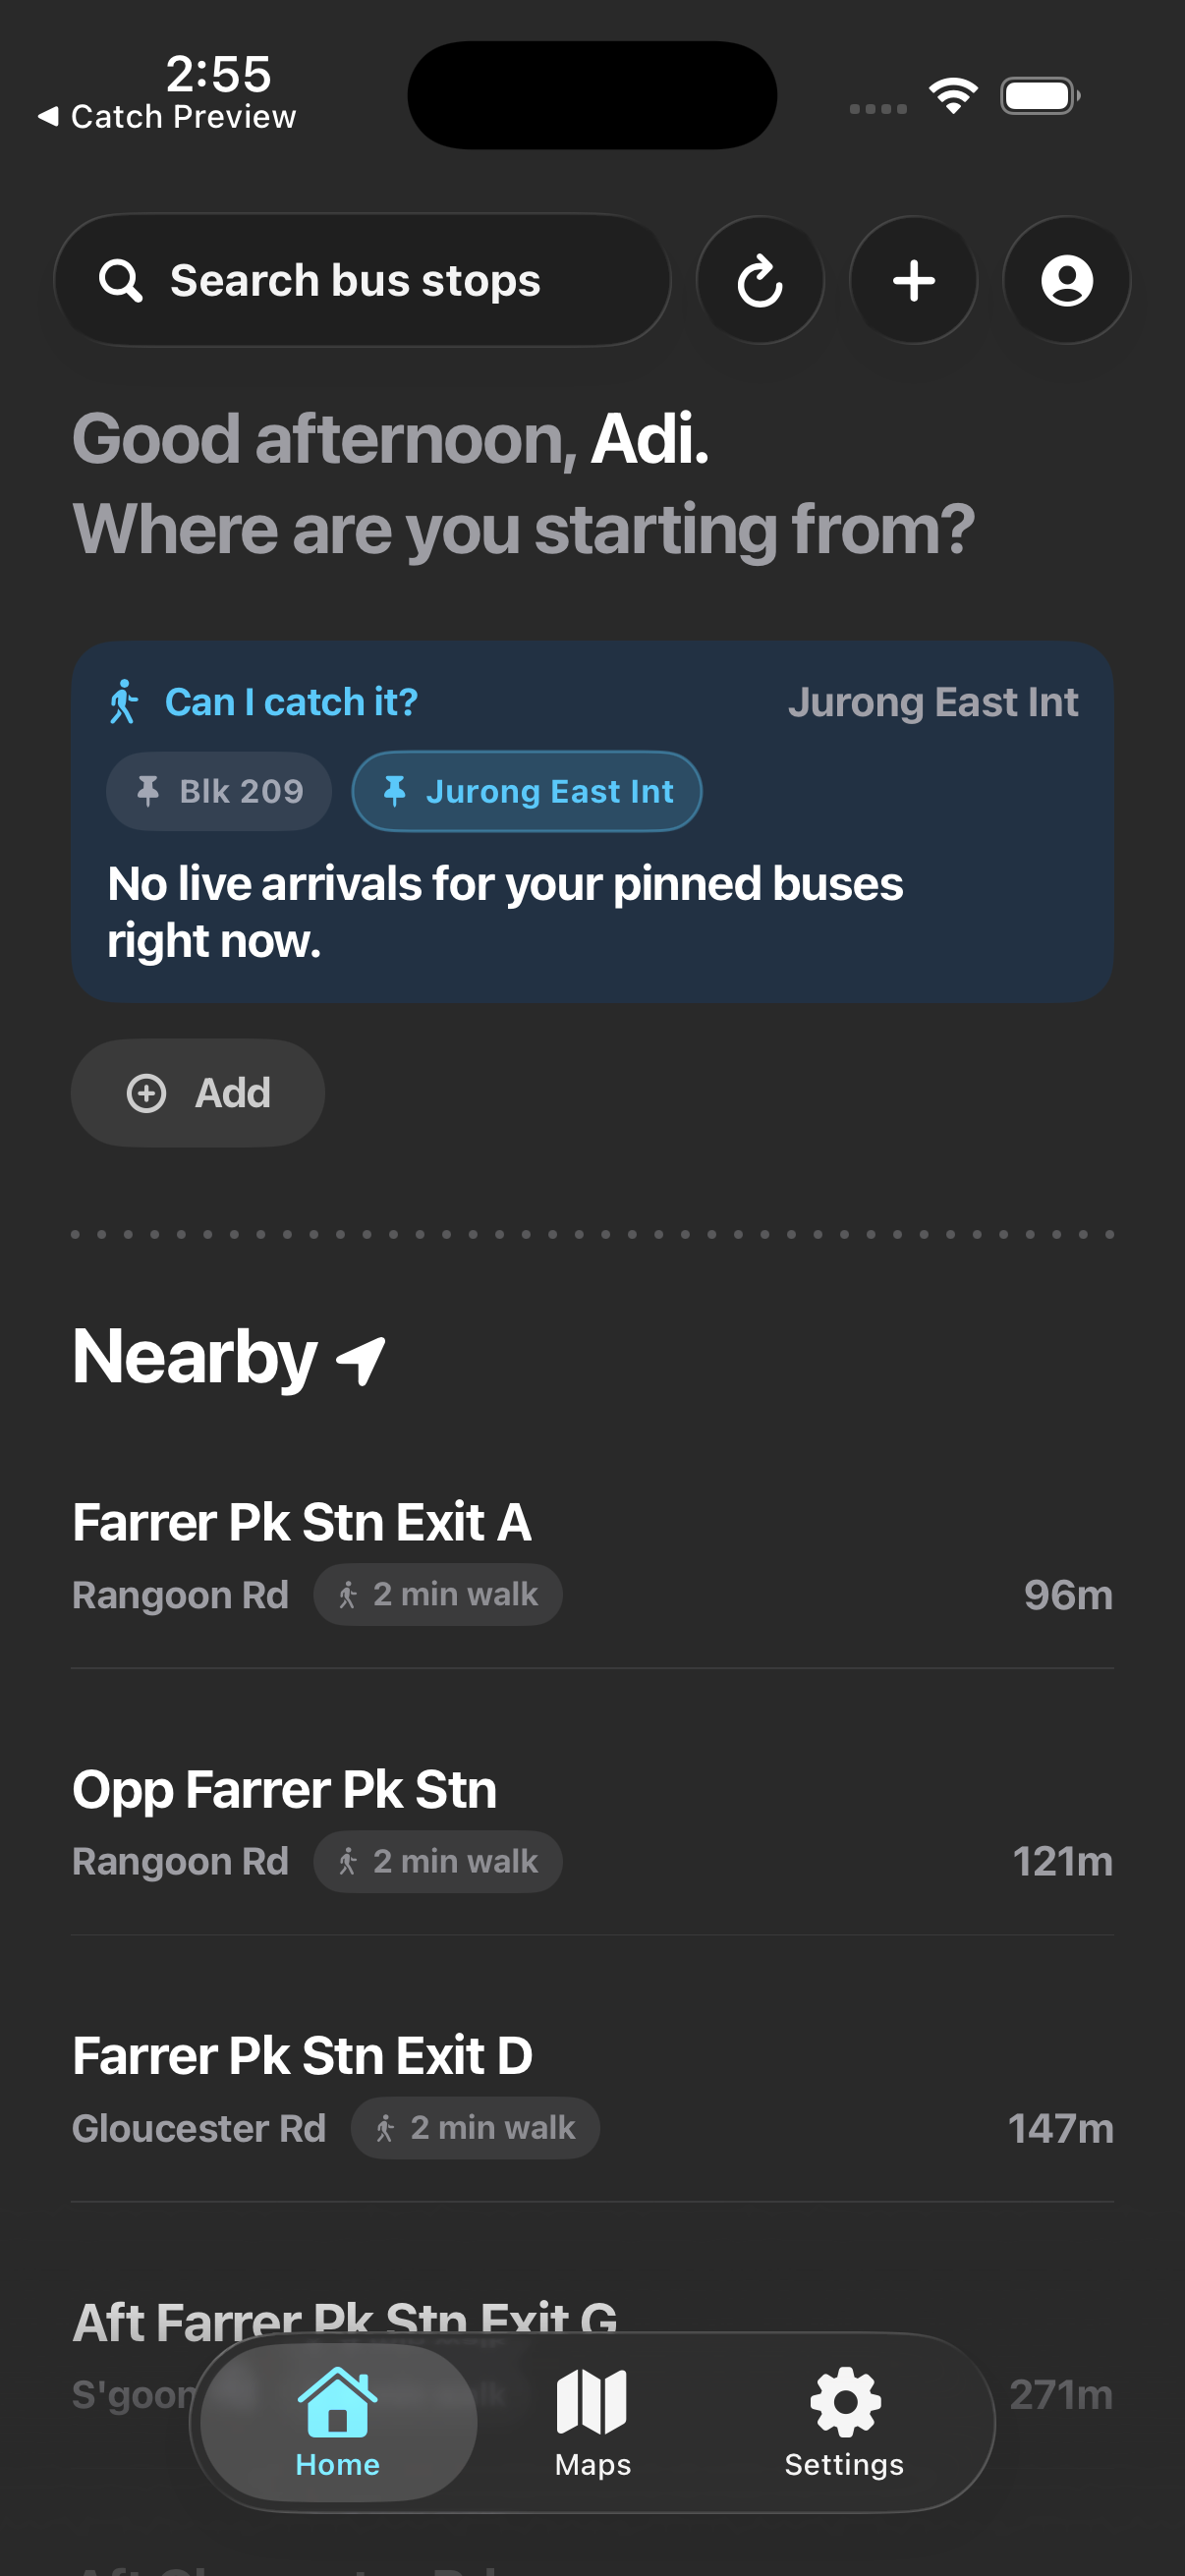 2:55
Catch Preview
Search bus stops
Good afternoon, Adi.
Where are you starting from?
Can I catch it?
Jurong East Int
Blk 209
Jurong East Int
No live arrivals for your pinned buses
right now.
Add
Nearby
Farrer Pk Stn Exit A
Rangoon Rd
2 min walk
96m
Opp Farrer Pk Stn
Rangoon Rd
2 min walk
121m
Farrer Pk Stn Exit D
Gloucester Rd
2 min walk
147m
Aft Farrer Pk Stn Exit G
S'goon
271m
Home
Maps
Settings